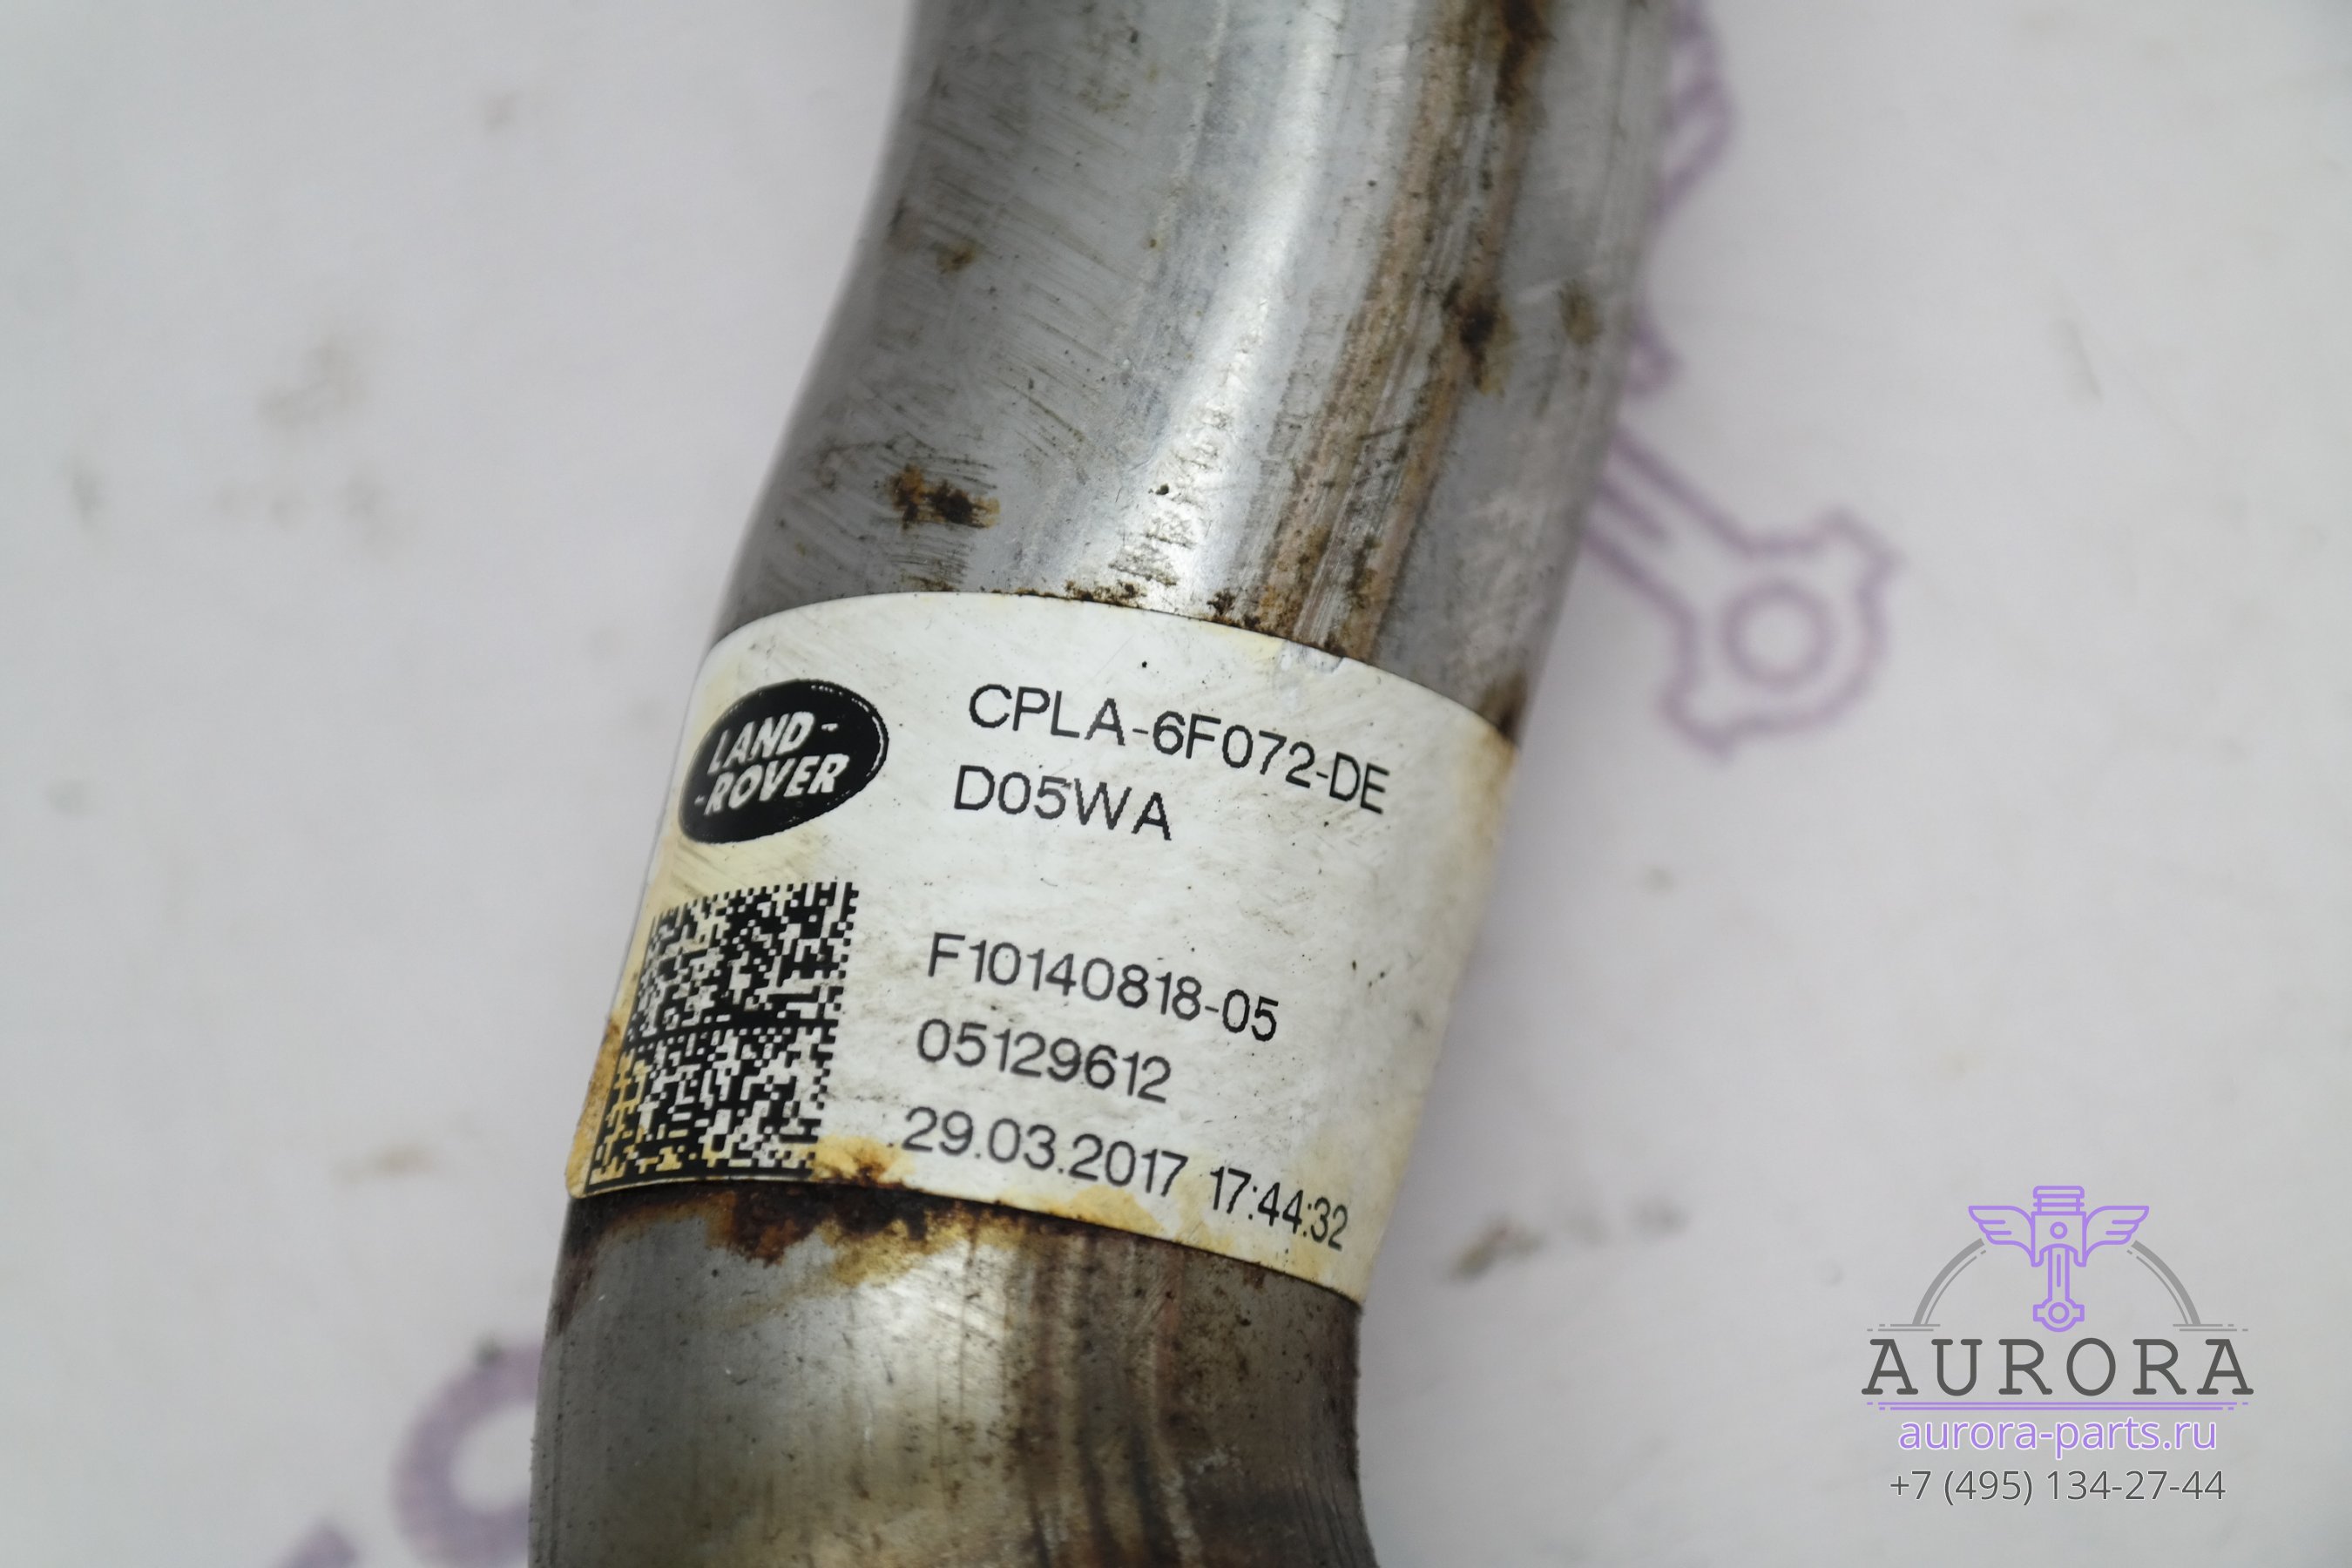 LAND-
-ROVER
CPLA-6F072-DE
D05WA
F10140818-05
05129612
29.03.2017 17:44:32
AURORA
aurora-parts.ru
+7 (495) 134-27-44